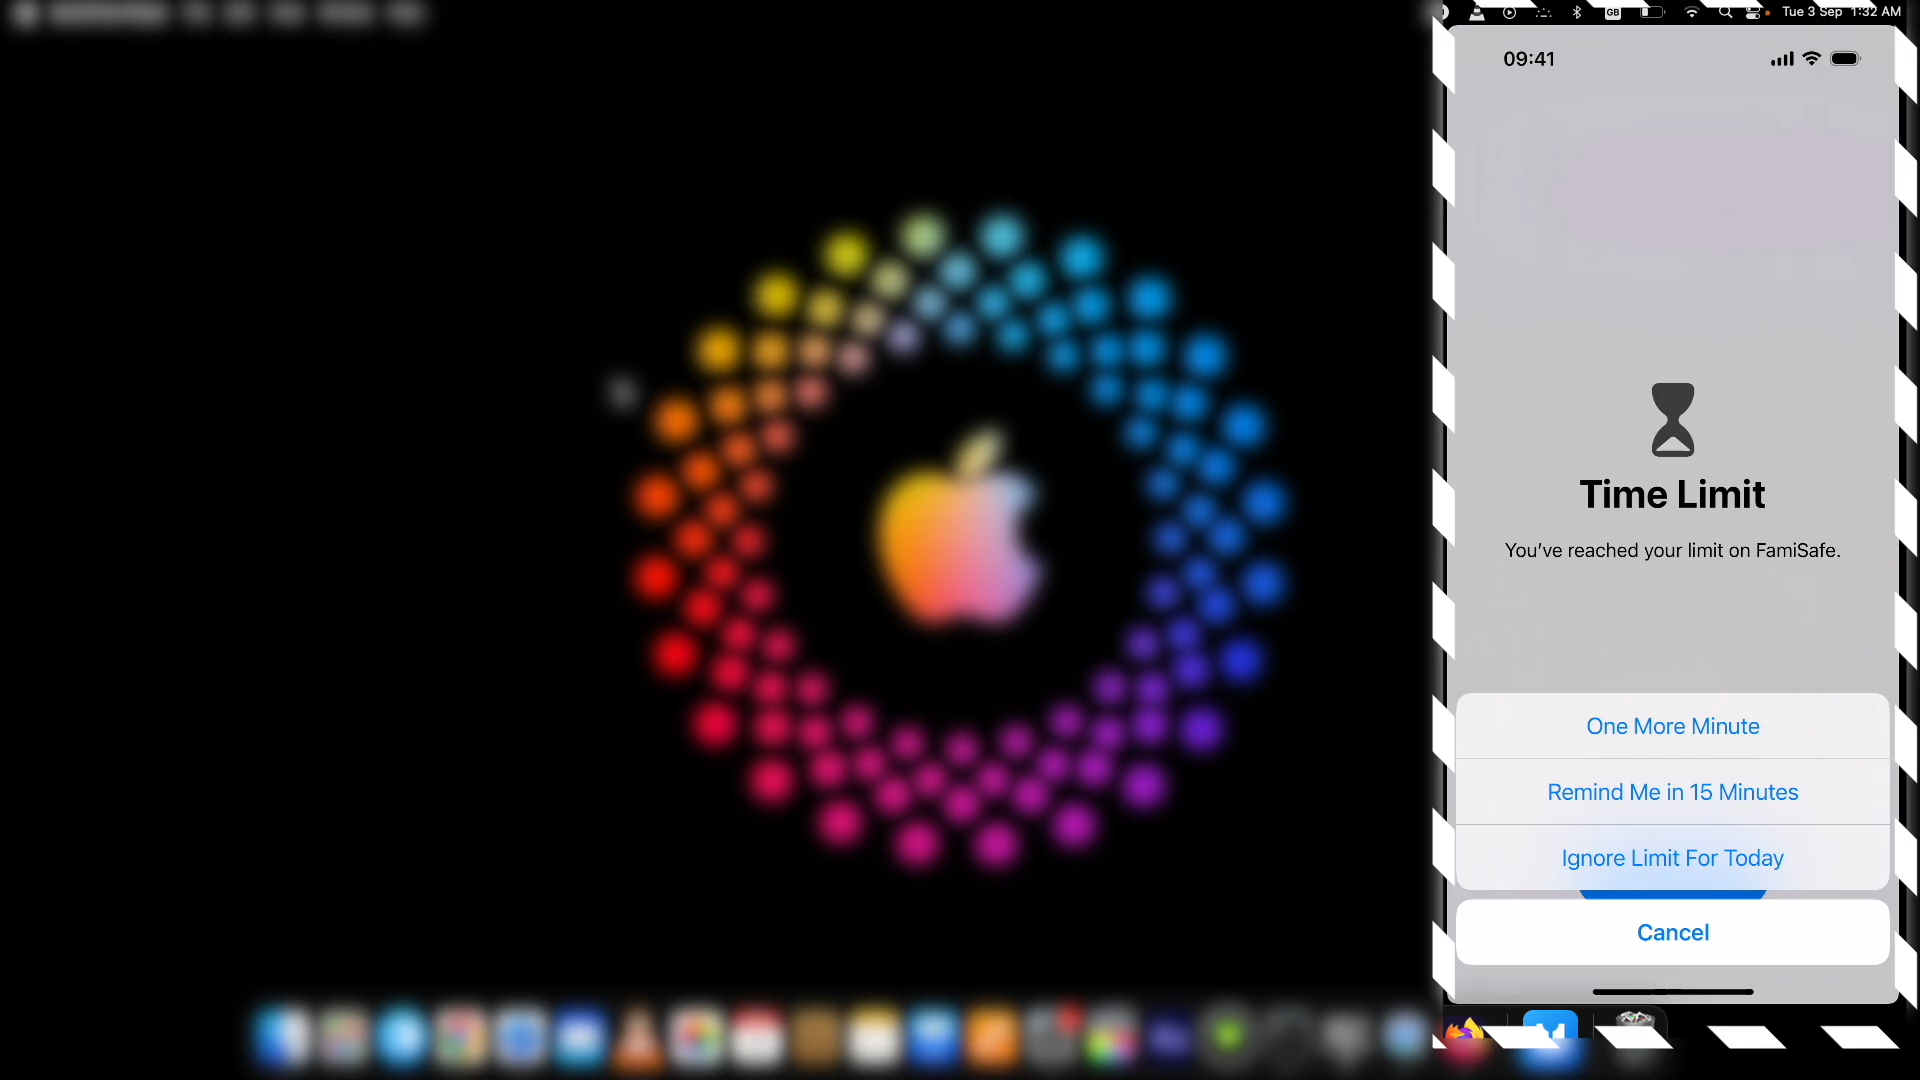 GB
Tue 3 Sep 1:32 AM
09:41
Time Limit
You’ve reached your limit on FamiSafe.
One More Minute
Remind Me in 15 Minutes
Ignore Limit For Today
Cancel